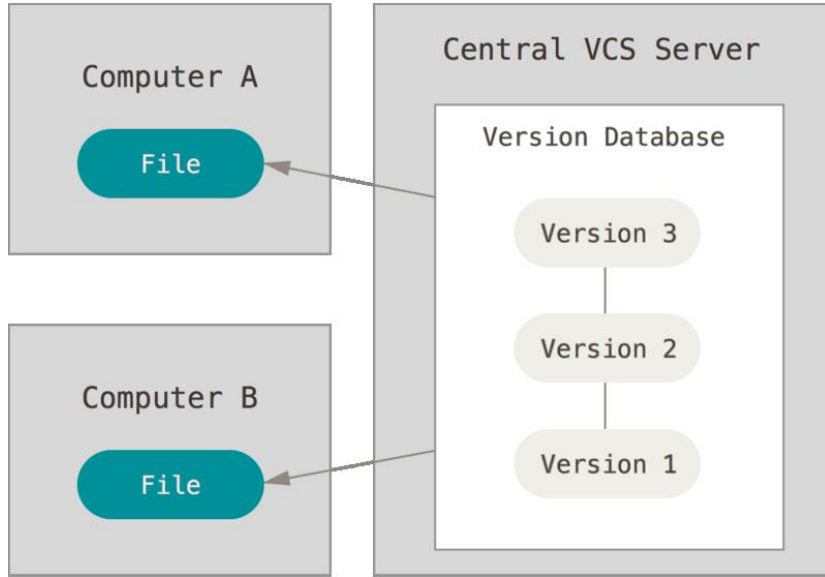 Computer A
File
Computer B
File
Central VCS Server
Version Database
Version 3
Version 2
Version 1